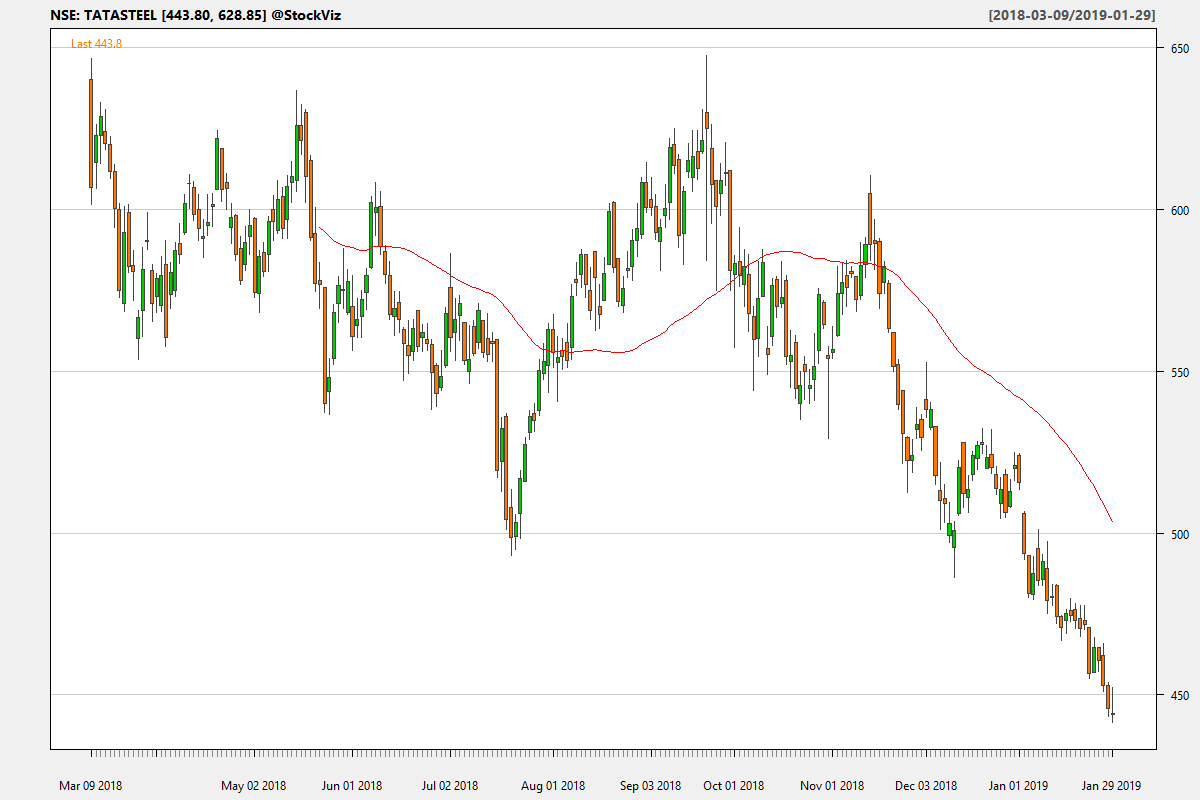 NSE: TATASTEEL [443.80, 628.85] @StockViz
[2018-03-09/2019-01-29]
Last 443.8
650
600
550
500
450
Mar 09 2018
May 02 2018
Jun 01 2018
Jul 02 2018
Aug 01 2018
Sep 03 2018
Oct 01 2018
Nov 01 2018
Dec 03 2018
Jan 01 2019
Jan 29 2019